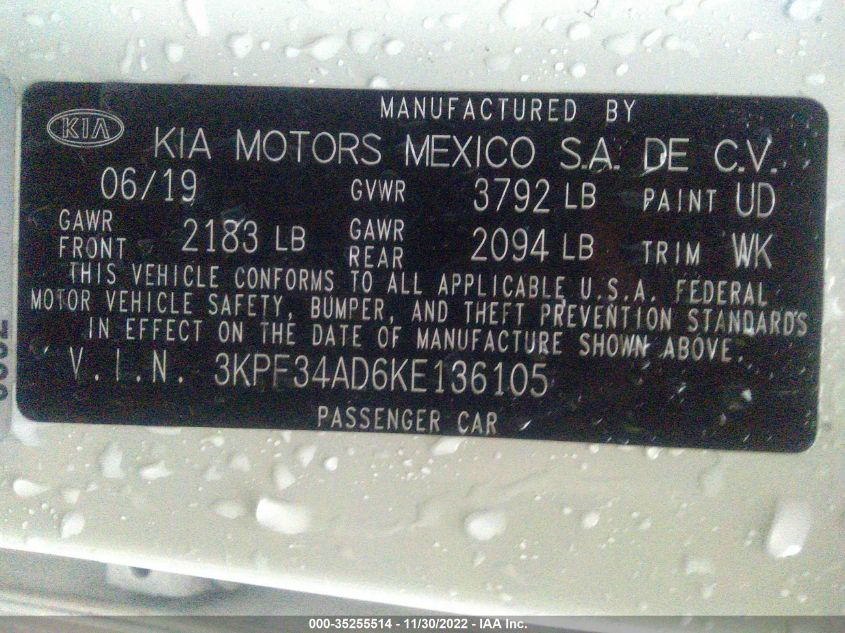 MANUFACTURED BY
KIA KIA MOTORS MEXICO S.A. DE C.V.
06/19 GVWR 3792 LB PAINT UD
GAWR FRONT 2183 LB GAWR REAR 2094 LB TRIM WK
THIS VEHICLE CONFORMS TO ALL APPLICABLE U.S.A. FEDERAL
MOTOR VEHICLE SAFETY, BUMPER, AND THEFT PREVENTION STANDARDS
IN EFFECT ON THE DATE OF MANUFACTURE SHOWN ABOVE.
V.I.N. 3KPF34AD6KE136105
PASSENGER CAR
000-35255514 - 11/30/2022 - IAA Inc.